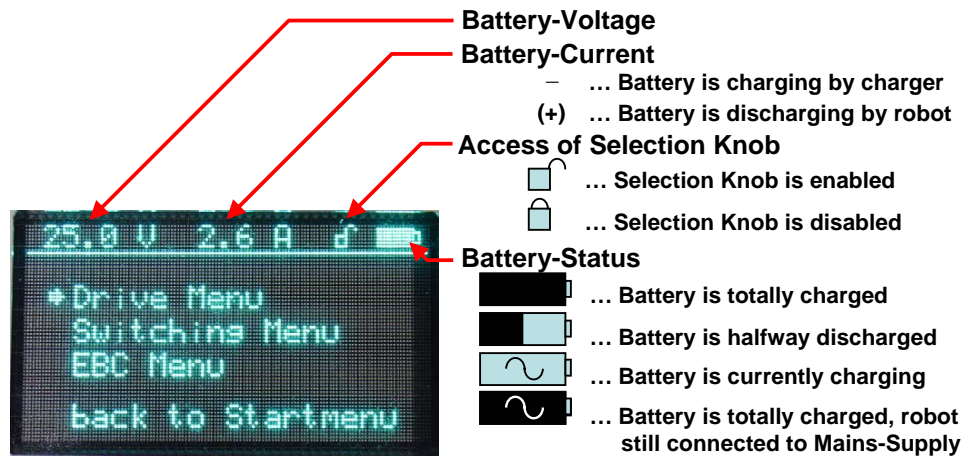 Battery-Voltage
Battery-Current
– … Battery is charging by charger
(+) … Battery is discharging by robot
Access of Selection Knob
… Selection Knob is enabled
… Selection Knob is disabled
Battery-Status
… Battery is totally charged
… Battery is halfway discharged
… Battery is currently charging
… Battery is totally charged, robot
still connected to Mains-Supply
25.0 V 2.6 A
Drive Menu
Switching Menu
EBC Menu
back to Startmenu